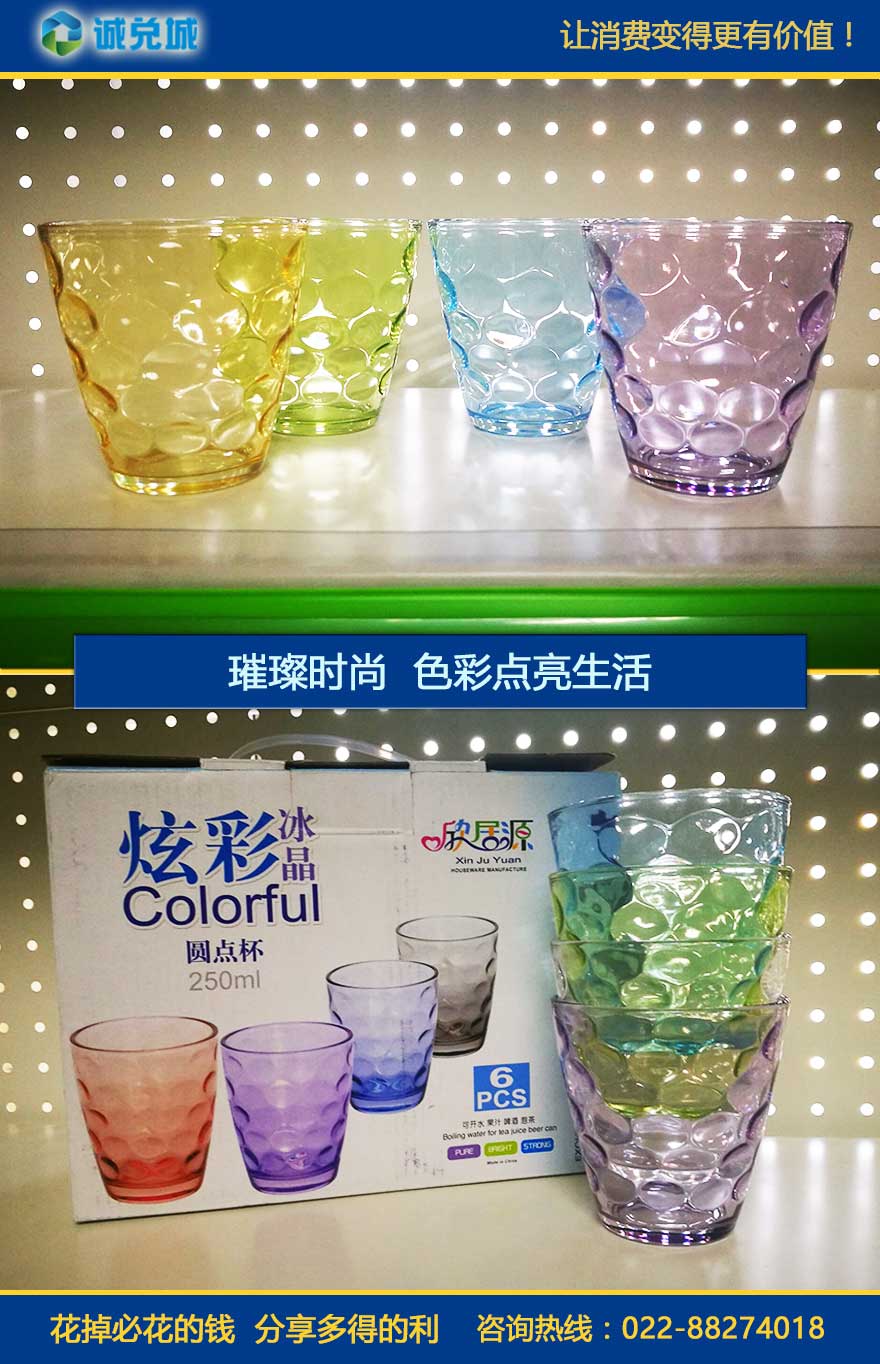 诚兑城
让消费变得更有价值！
璀璨时尚 色彩点亮生活
炫彩冰晶
Colorful
圆点杯
250ml
欣居源
Xin Ju Yuan
HOUSEWARE MANUFACTURE
6
PCS
可开水 果汁 啤酒 泡茶
Boiling water for tea juice beer can
PURE BRIGHT STRONG
Made in China
花掉必花的钱 分享多得的利 咨询热线：022-88274018